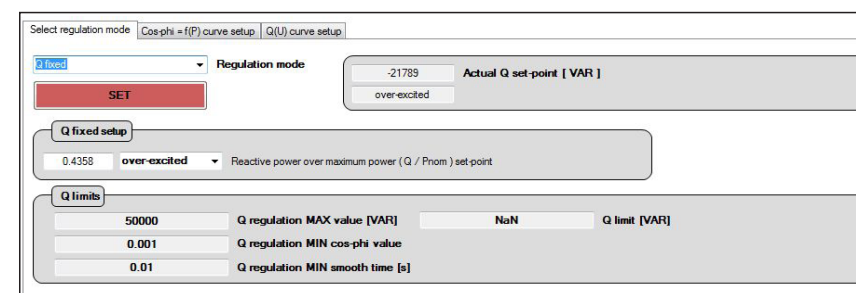 Select regulation mode Cos-phi = f(P) curve setup Q(U) curve setup
Q fixed Regulation mode
-21789 Actual Q set-point [ VAR ]
SET
over-excited
Q fixed setup
0.4358 over-excited Reactive power over maximum power ( Q / Pnom ) set-point
Q limits
50000 Q regulation MAX value [VAR] NaN Q limit [VAR]
0.001 Q regulation MIN cos-phi value
0.01 Q regulation MIN smooth time [s]